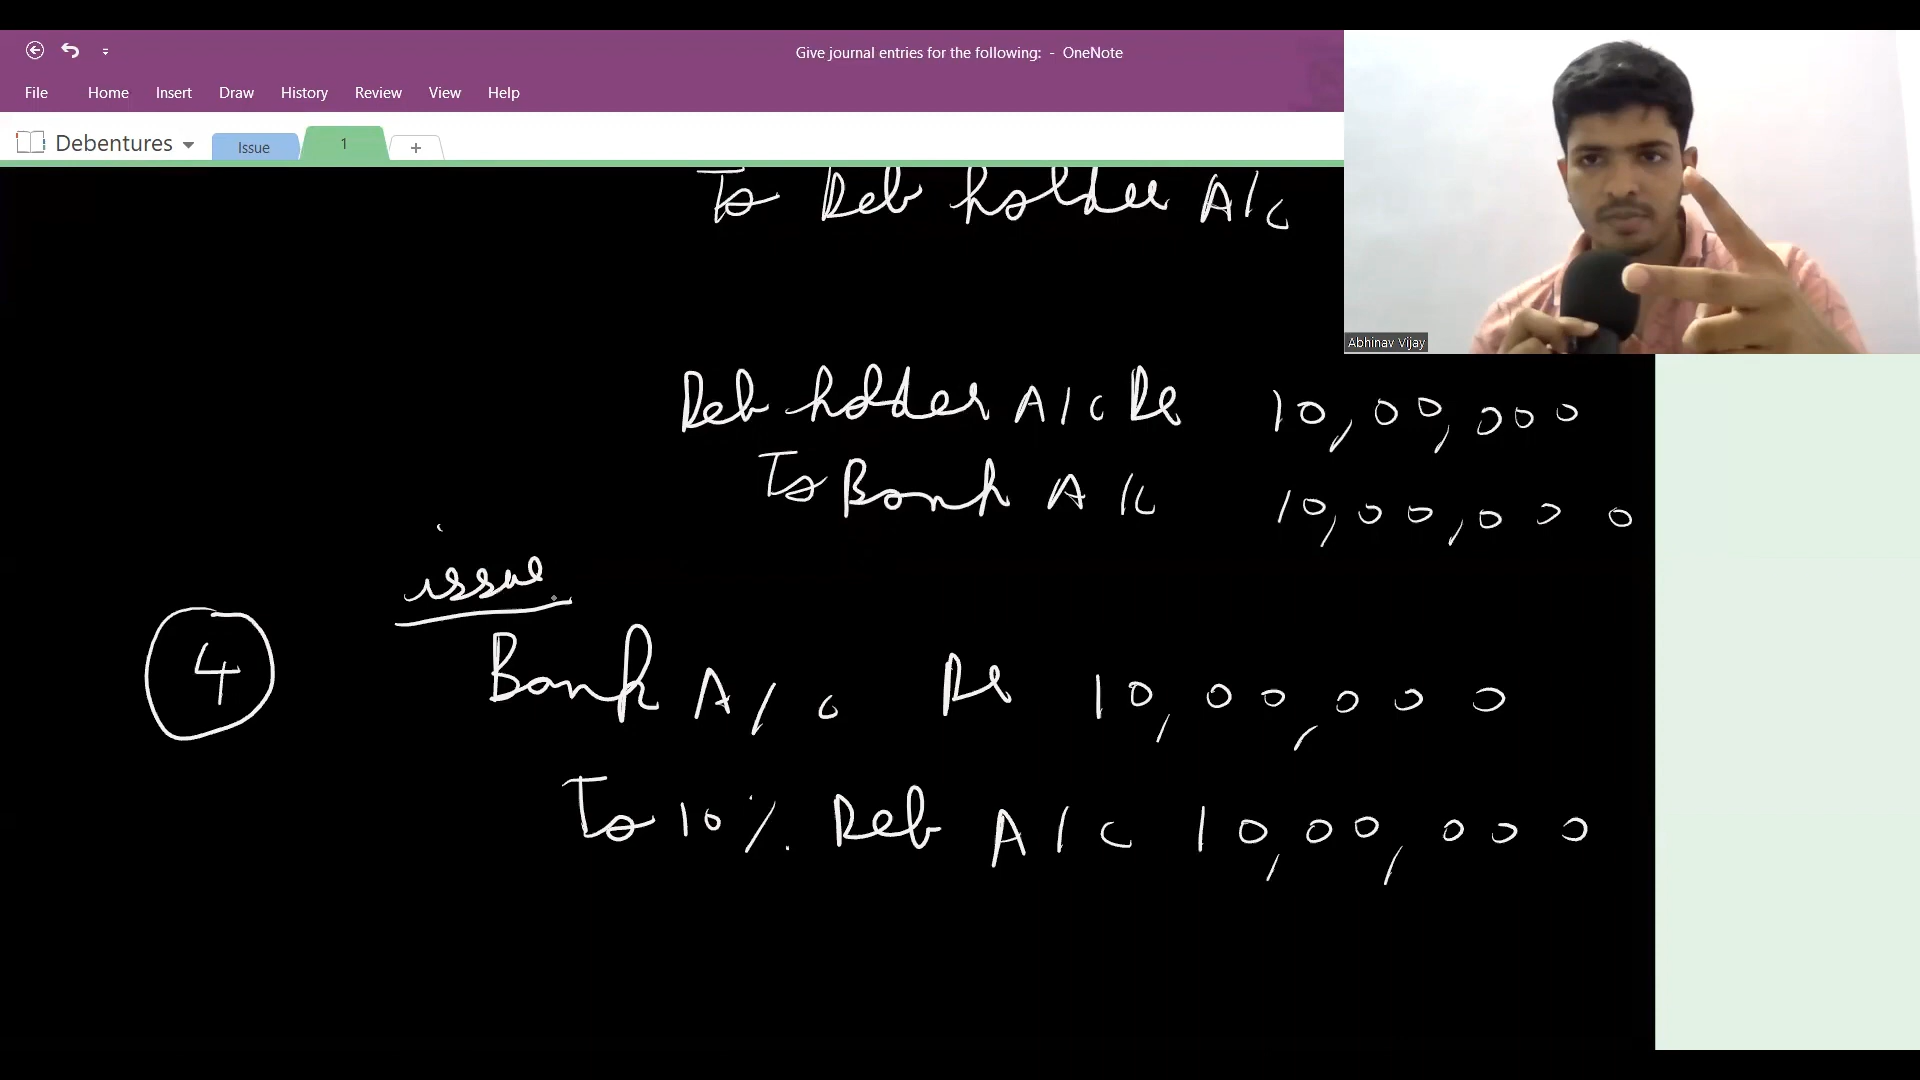 Give journal entries for the following: - OneNote
File Home Insert Draw History Review View Help
Debentures Issue 1 +
To Deb holder A/c
Abhinav Vijay
Deb holder A/C Dr 10,00,000
To Bank A/c 10,00,000
issue
4 Bank A/c Dr 10,00,000
To 10%. Deb A/C 10,00,000